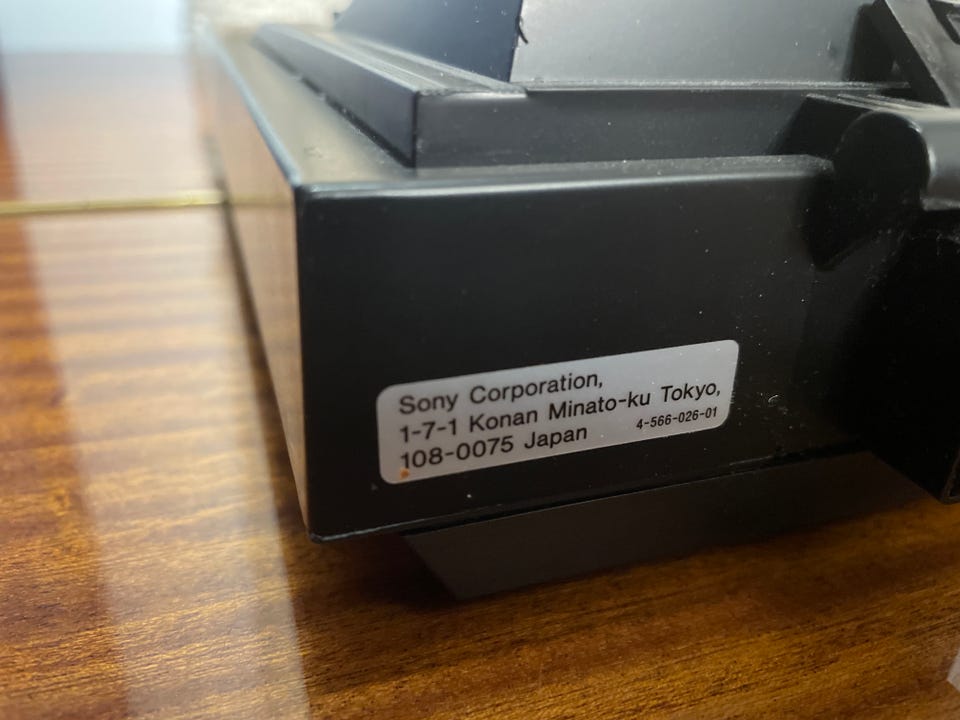 Sony Corporation,
1-7-1 Konan Minato-ku Tokyo,
108-0075 Japan 4-566-026-01